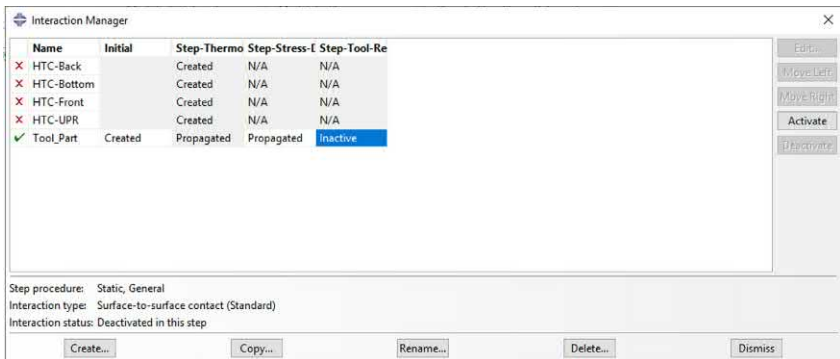 Interaction Manager
Name Initial Step-Thermo Step-Stress-D Step-Tool-Re
HTC-Back Created N/A N/A
HTC-Bottom Created N/A N/A
HTC-Front Created N/A N/A
HTC-UPR Created N/A N/A
Tool_Part Created Propagated Propagated Inactive
Edit...
Move Left
Move Right
Activate
Deactivate
Step procedure: Static, General
Interaction type: Surface-to-surface contact (Standard)
Interaction status: Deactivated in this step
Create... Copy... Rename... Delete... Dismiss